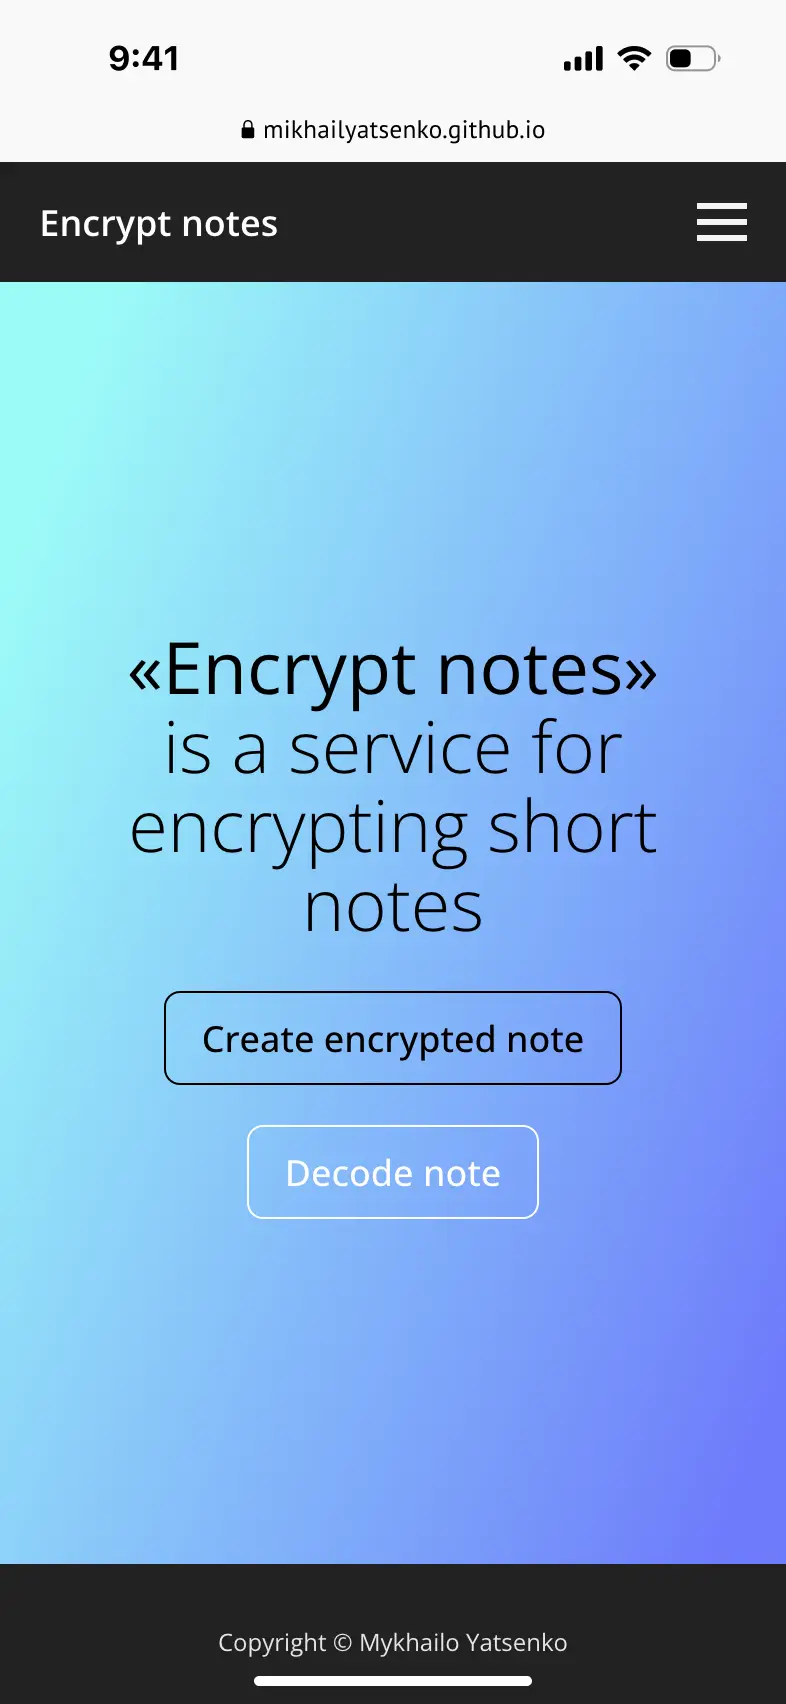 9:41
mikhailyatsenko.github.io
Encrypt notes
«Encrypt notes»
is a service for
encrypting short
notes
Create encrypted note
Decode note
Copyright © Mykhailo Yatsenko